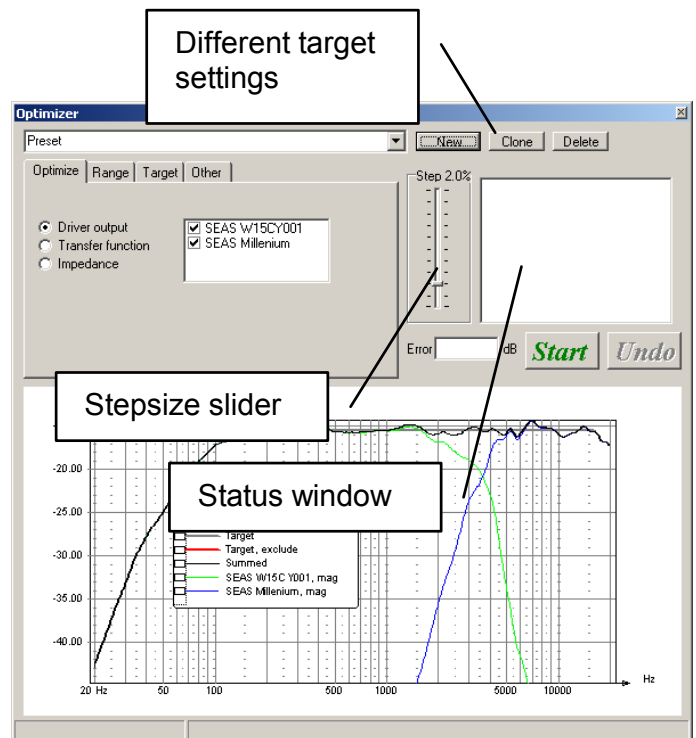 Different target
settings
Optimizer
Preset
New
Clone
Delete
Optimize
Range
Target
Other
Step 2.0%
Driver output
Transfer function
Impedance
SEAS W15CY001
SEAS Millenium
Error
dB
Start
Undo
Stepsize slider
Status window
-20.00
-25.00
-30.00
-35.00
-40.00
Target
Target, exclude
Summed
SEAS W15C Y001, mag
SEAS Millenium, mag
20 Hz
50
100
500
1000
5000
10000
Hz